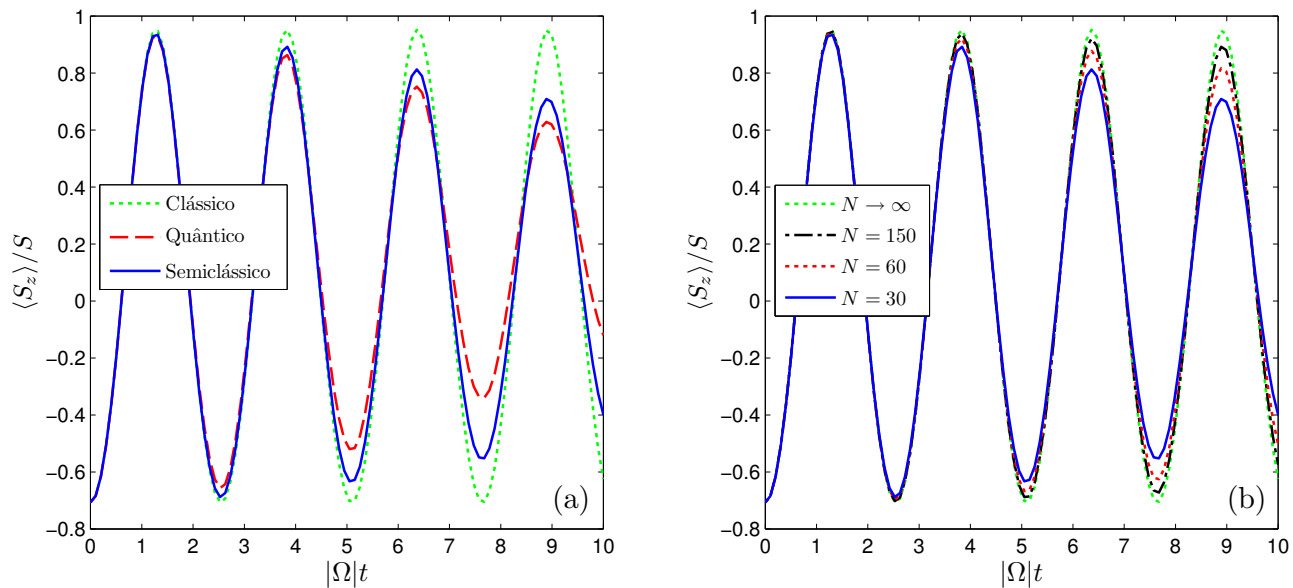 1
0.8
0.6
0.4
0.2
0
−0.2
−0.4
−0.6
−0.8
⟨S_z⟩/S
Clássico
Quântico
Semiclássico
(a)
0 1 2 3 4 5 6 7 8 9 10
|Ω|t
1
0.8
0.6
0.4
0.2
0
−0.2
−0.4
−0.6
−0.8
⟨S_z⟩/S
N → ∞
N = 150
N = 60
N = 30
(b)
0 1 2 3 4 5 6 7 8 9 10
|Ω|t